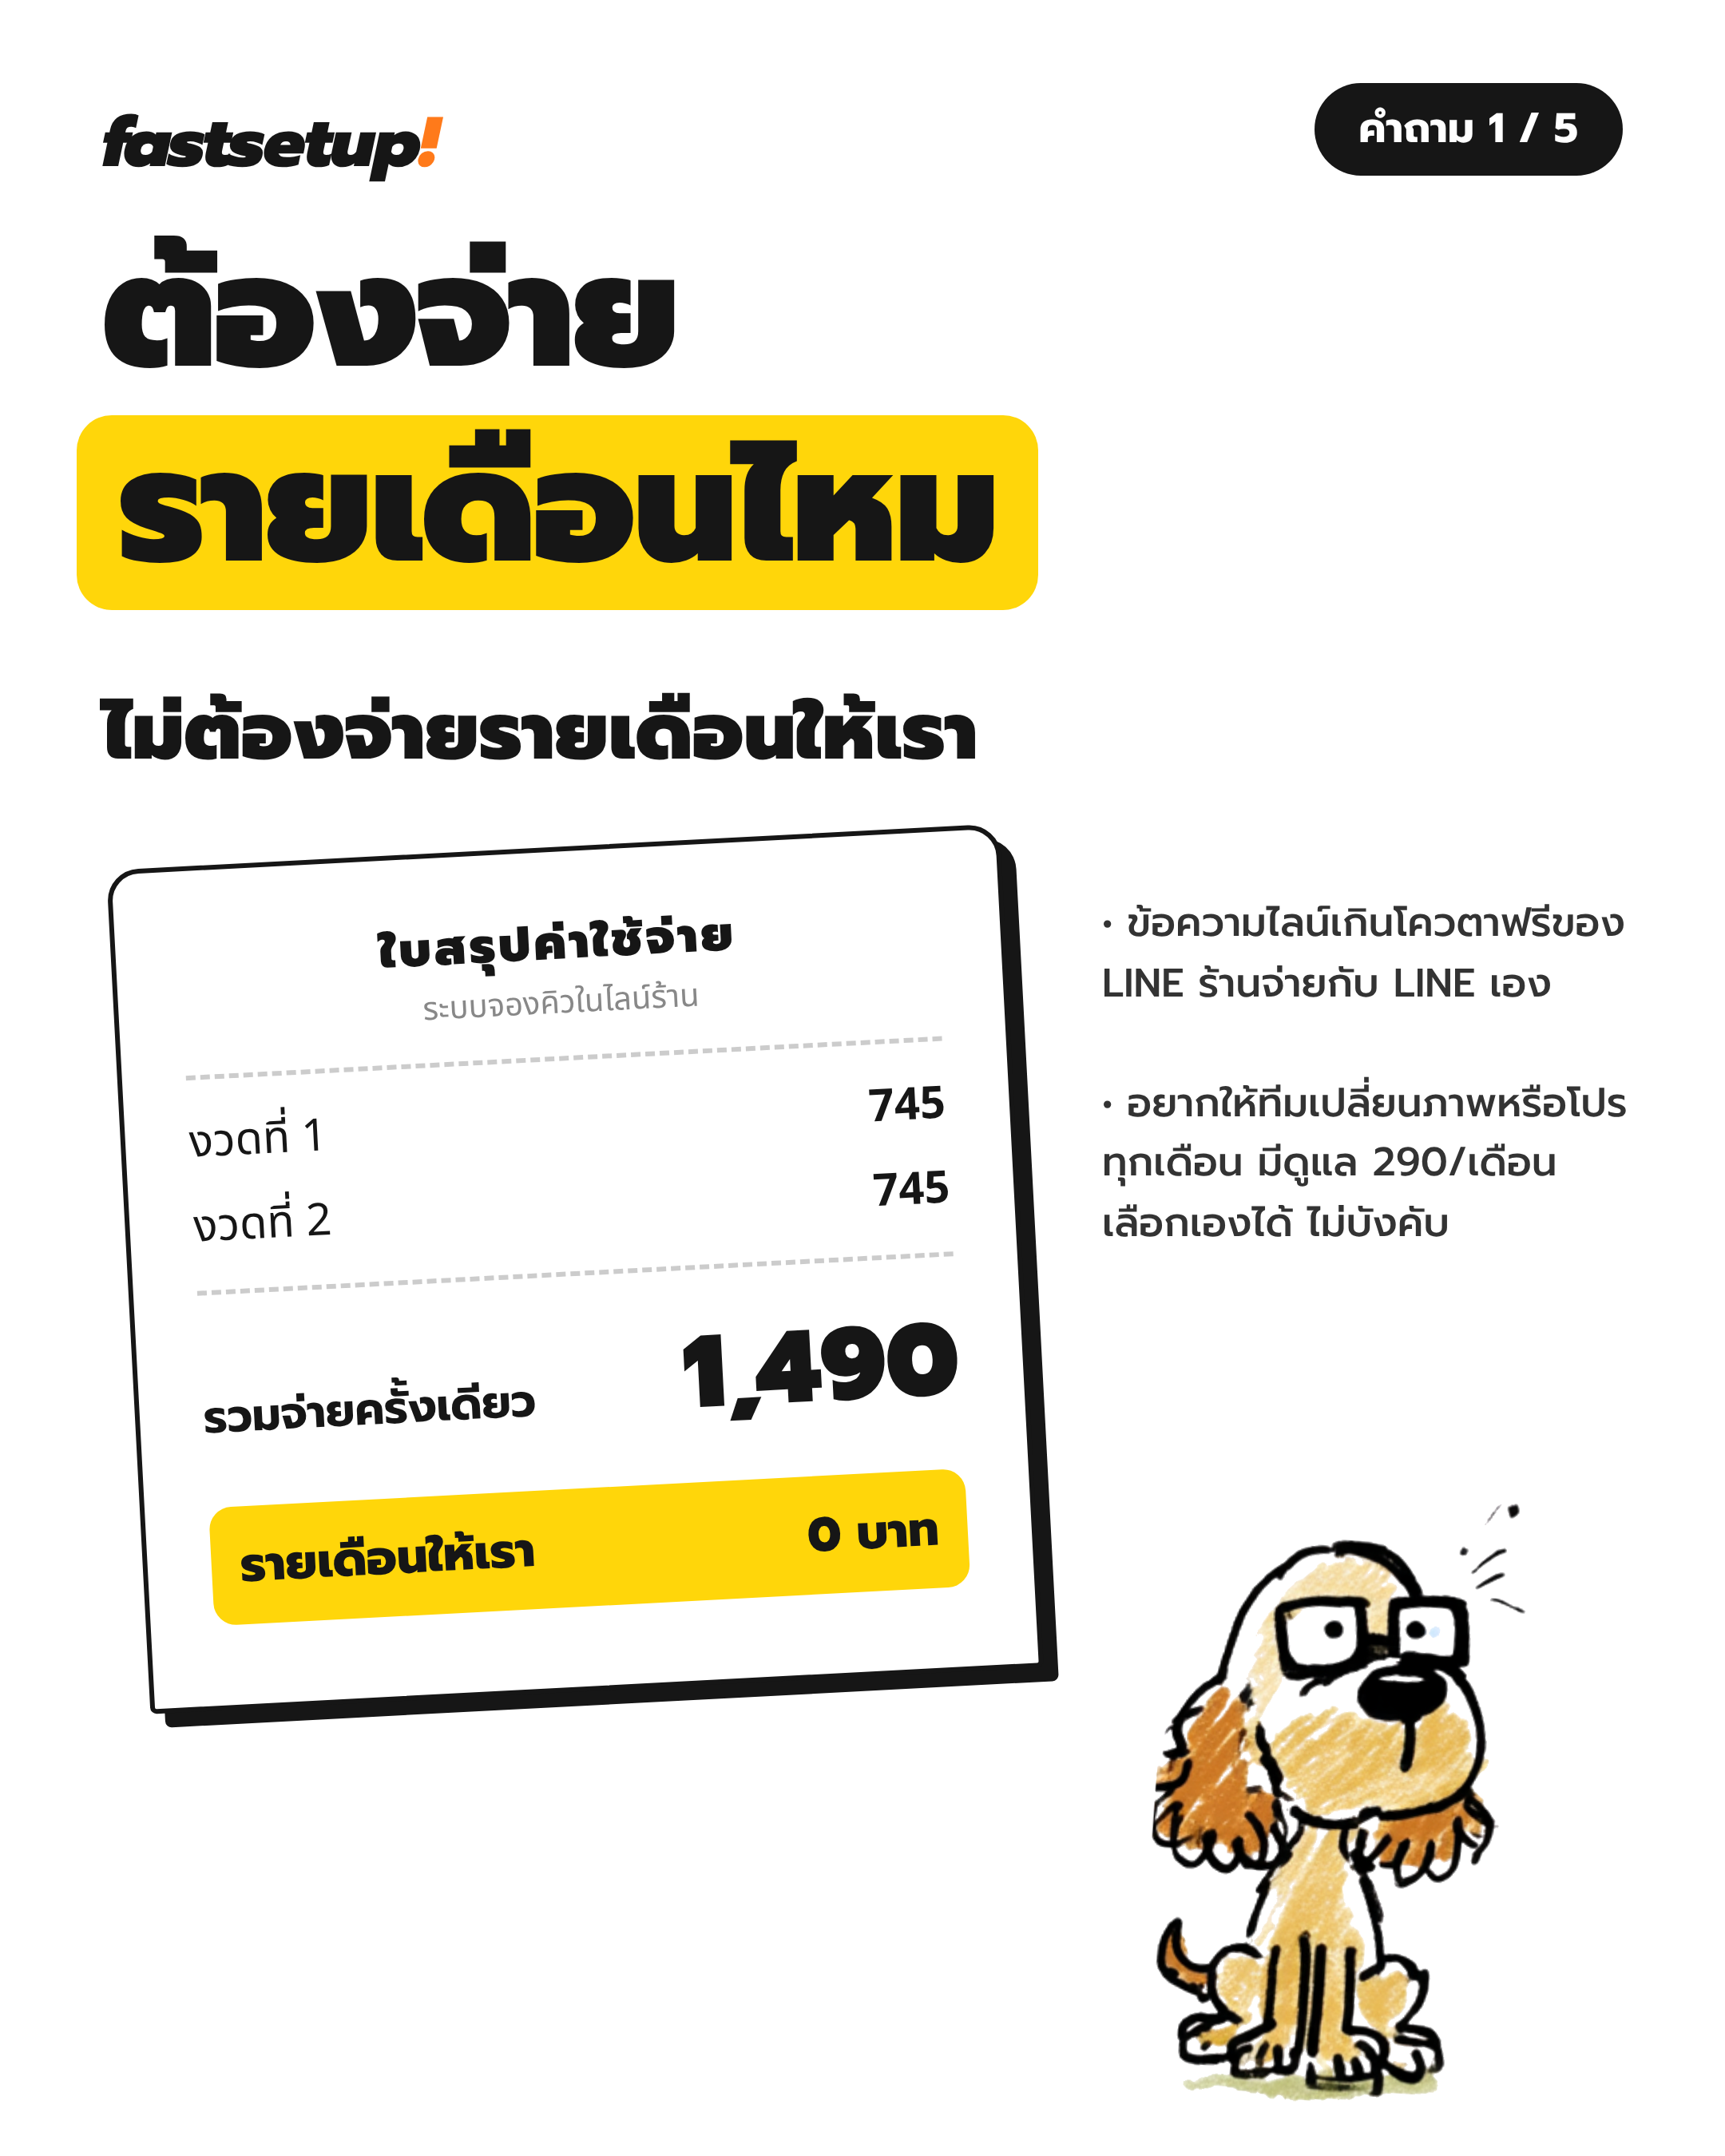 fastsetup!
คำถาม 1 / 5
ต้องจ่าย
รายเดือนไหม
ไม่ต้องจ่ายรายเดือนให้เรา
ใบสรุปค่าใช้จ่าย
ระบบจองคิวในไลน์ร้าน
งวดที่ 1 745
งวดที่ 2 745
รวมจ่ายครั้งเดียว 1,490
รายเดือนให้เรา 0 บาท
· ข้อความไลน์เกินโควตาฟรีของ
LINE ร้านจ่ายกับ LINE เอง
· อยากให้ทีมเปลี่ยนภาพหรือโปร
ทุกเดือน มีดูแล 290/เดือน
เลือกเองได้ ไม่บังคับ